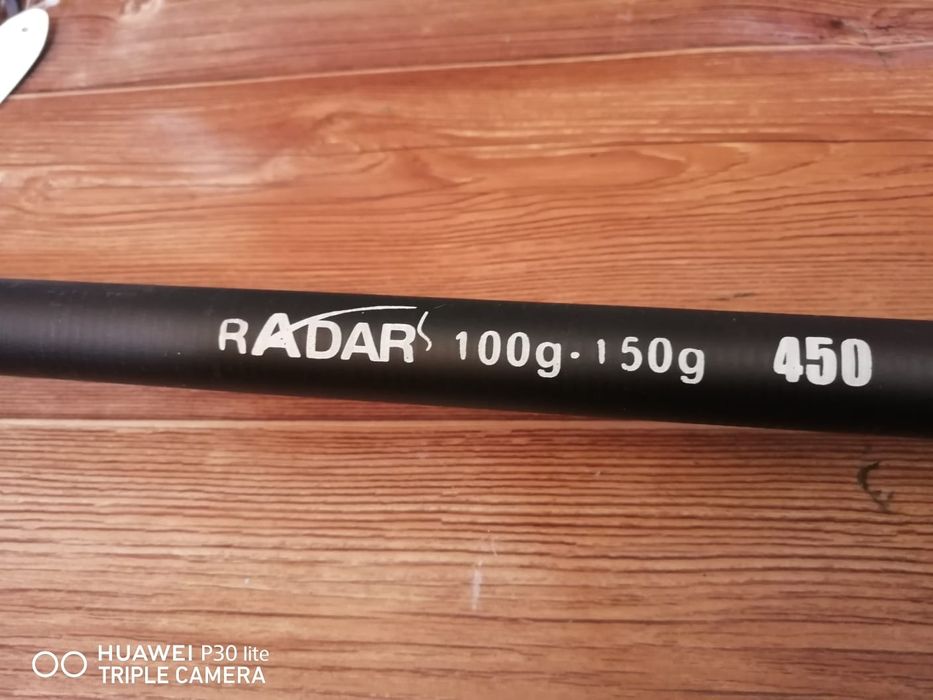 RADAR 100g-150g 450
HUAWEI P30 lite
TRIPLE CAMERA